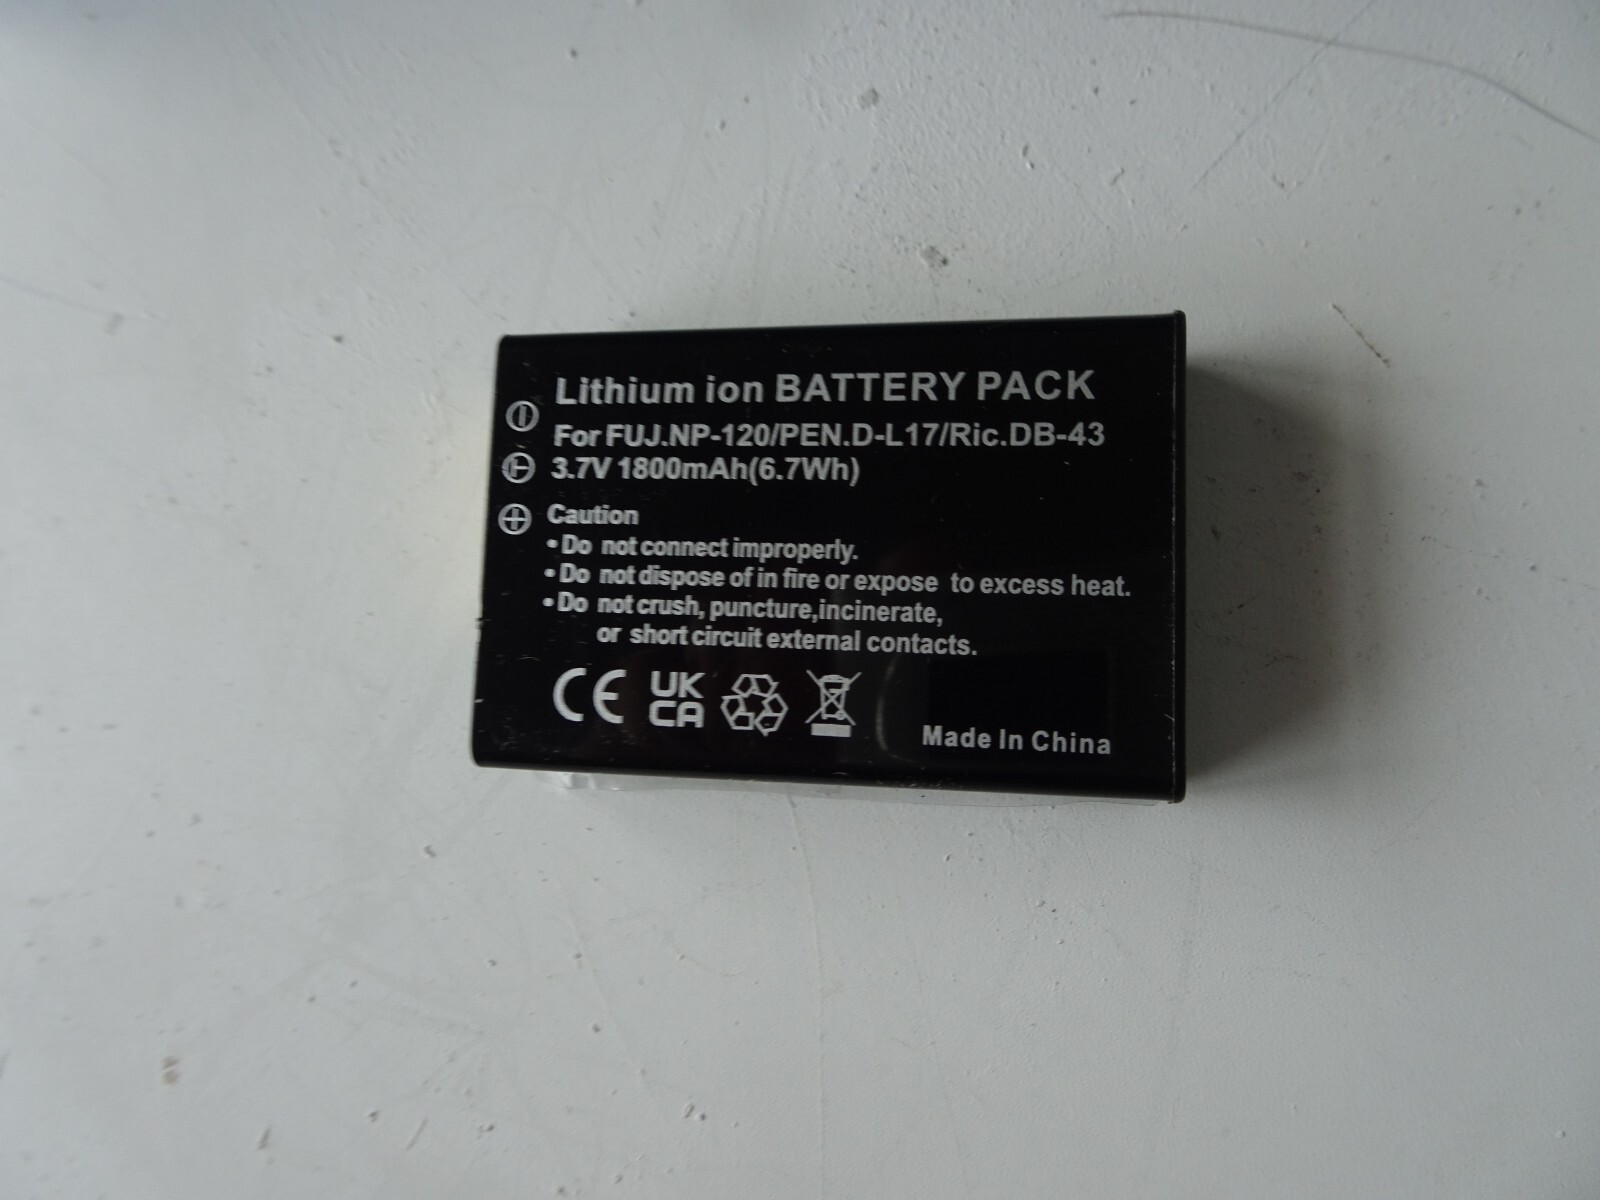 Lithium ion BATTERY PACK
For FUJ.NP-120/PEN.D-L17/Ric.DB-43
3.7V 1800mAh(6.7Wh)
Caution
• Do not connect improperly.
• Do not dispose of in fire or expose to excess heat.
• Do not crush, puncture,incinerate,
or short circuit external contacts.
CE UK
CA
Made In China